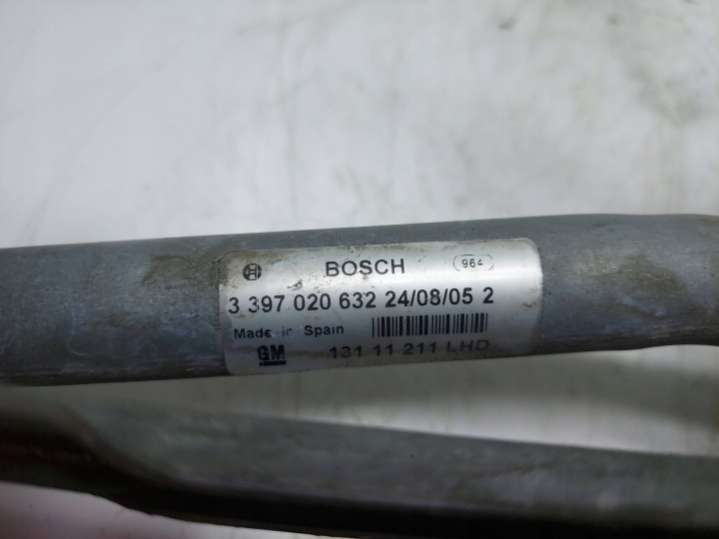 BOSCH 964
3 397 020 632 24/08/05 2
Made in Spain
GM 131 11 211 LHD